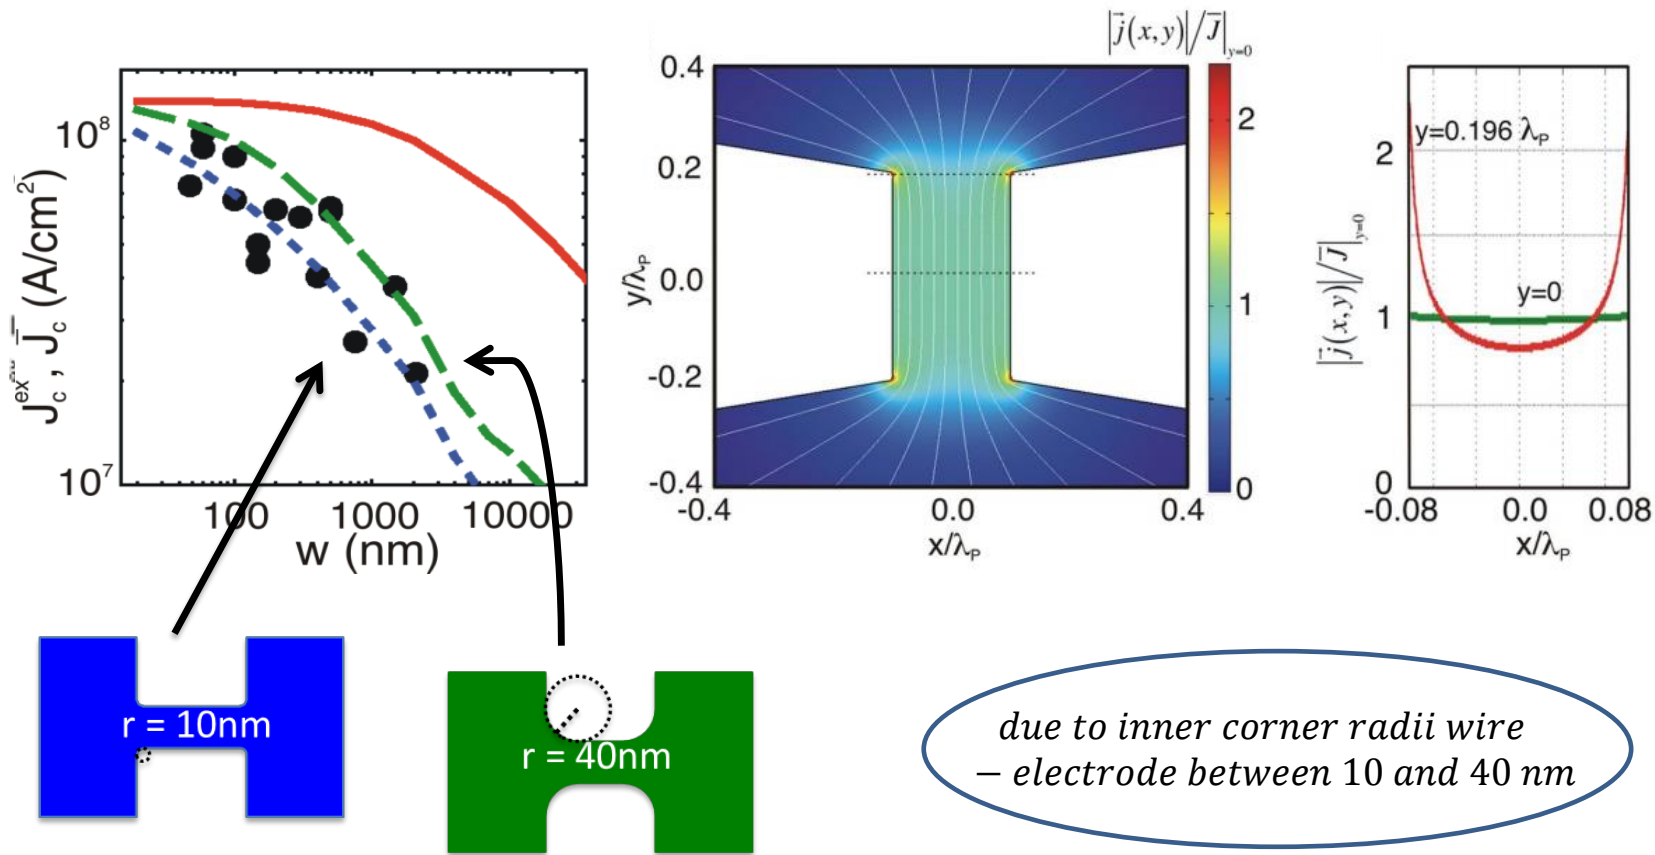 10⁸
10⁷
J_c^ex, J̄_c (A/cm²)
100 1000 10000
w (nm)
|j⃗(x,y)|/J̄|_{y=0}
0.4
0.2
0.0
-0.2
-0.4
y/λ_P
-0.4 0.0 0.4
x/λ_P
2
1
0
y=0.196 λ_P
y=0
2
1
0
|j⃗(x,y)|/J̄|_{y=0}
-0.08 0.0 0.08
x/λ_P
r = 10nm
r = 40nm
due to inner corner radii wire
− electrode between 10 and 40 nm